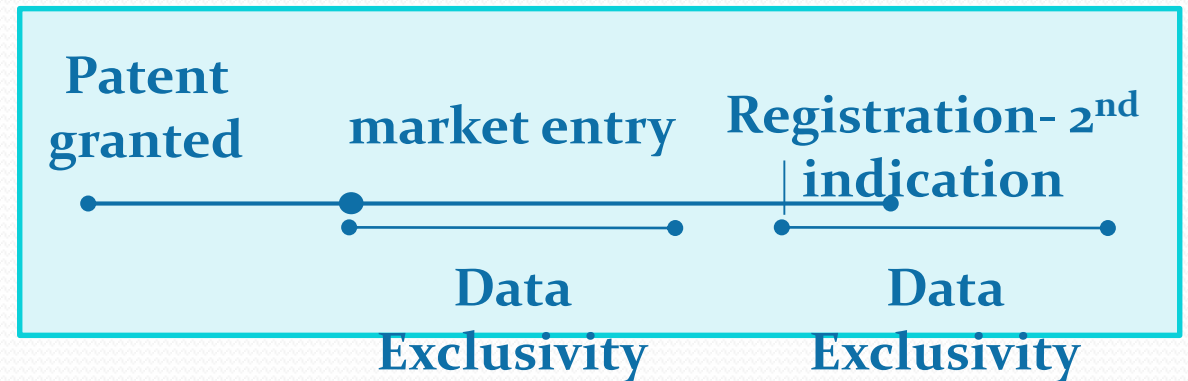 Patent
granted
market entry
Registration- 2nd
indication
Data
Exclusivity
Data
Exclusivity